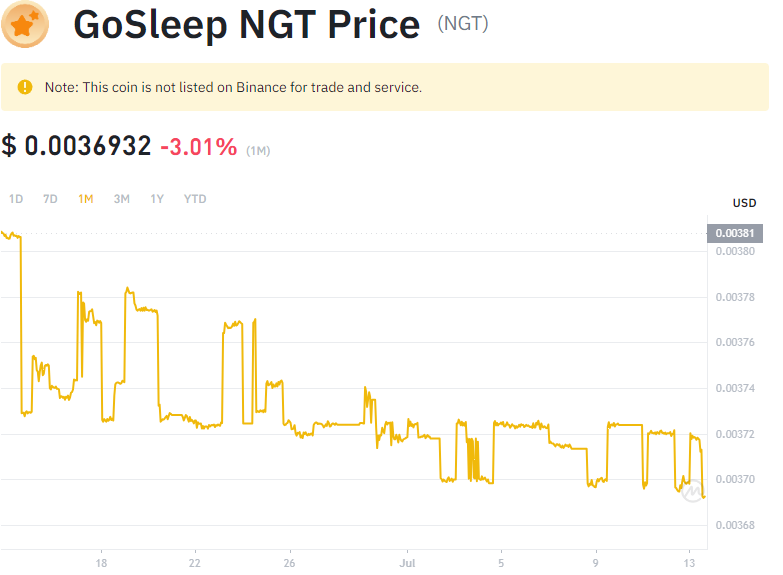 GoSleep NGT Price (NGT)
Note: This coin is not listed on Binance for trade and service.
$ 0.0036932 -3.01% (1M)
1D 7D 1M 3M 1Y YTD
USD
0.00381
0.00380
0.00378
0.00376
0.00374
0.00372
0.00370
0.00368
18 22 26 Jul 5 9 13